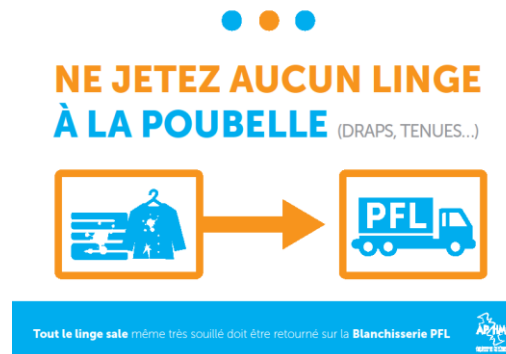 NE JETEZ AUCUN LINGE
À LA POUBELLE (DRAPS, TENUES...)
PFL
Tout le linge sale même très souillé doit être retourné sur la Blanchisserie PFL
AP-HM